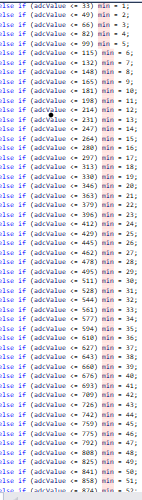 else if (adcValue <= 33) min = 1;
else if (adcValue <= 49) min = 2;
else if (adcValue <= 66) min = 3;
else if (adcValue <= 82) min = 4;
else if (adcValue <= 99) min = 5;
else if (adcValue <= 115) min = 6;
else if (adcValue <= 132) min = 7;
else if (adcValue <= 148) min = 8;
else if (adcValue <= 165) min = 9;
else if (adcValue <= 181) min = 10;
else if (adcValue <= 198) min = 11;
else if (adcValue <= 214) min = 12;
else if (adcValue <= 231) min = 13;
else if (adcValue <= 247) min = 14;
else if (adcValue <= 264) min = 15;
else if (adcValue <= 280) min = 16;
else if (adcValue <= 297) min = 17;
else if (adcValue <= 313) min = 18;
else if (adcValue <= 330) min = 19;
else if (adcValue <= 346) min = 20;
else if (adcValue <= 363) min = 21;
else if (adcValue <= 379) min = 22;
else if (adcValue <= 396) min = 23;
else if (adcValue <= 412) min = 24;
else if (adcValue <= 429) min = 25;
else if (adcValue <= 445) min = 26;
else if (adcValue <= 462) min = 27;
else if (adcValue <= 478) min = 28;
else if (adcValue <= 495) min = 29;
else if (adcValue <= 511) min = 30;
else if (adcValue <= 528) min = 31;
else if (adcValue <= 544) min = 32;
else if (adcValue <= 561) min = 33;
else if (adcValue <= 577) min = 34;
else if (adcValue <= 594) min = 35;
else if (adcValue <= 610) min = 36;
else if (adcValue <= 627) min = 37;
else if (adcValue <= 643) min = 38;
else if (adcValue <= 660) min = 39;
else if (adcValue <= 676) min = 40;
else if (adcValue <= 693) min = 41;
else if (adcValue <= 709) min = 42;
else if (adcValue <= 726) min = 43;
else if (adcValue <= 742) min = 44;
else if (adcValue <= 759) min = 45;
else if (adcValue <= 775) min = 46;
else if (adcValue <= 792) min = 47;
else if (adcValue <= 808) min = 48;
else if (adcValue <= 825) min = 49;
else if (adcValue <= 841) min = 50;
else if (adcValue <= 858) min = 51;
else if (adcValue <= 874) min = 52;